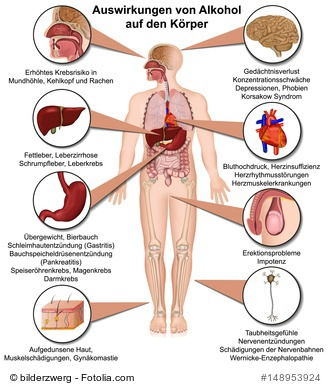 Auswirkungen von Alkohol
auf den Körper
Erhöhtes Krebsrisiko in
Mundhöhle, Kehlkopf und Rachen
Gedächtnisverlust
Konzentrationsschwäche
Depressionen, Phobien
Korsakow Syndrom
Fettleber, Leberzirrhose
Schrumpfleber, Leberkrebs
Bluthochdruck, Herzinsuffizienz
Herzrhythmusstörungen
Herzmuskelerkrankungen
Übergewicht, Bierbauch
Schleimhautentzündung (Gastritis)
Bauchspeicheldrüsenentzündung
(Pankreatitis)
Speiseröhrenkrebs, Magenkrebs
Darmkrebs
Erektionsprobleme
Impotenz
Aufgedunsene Haut,
Muskelschädigungen, Gynäkomastie
Taubheitsgefühle
Nervenentzündungen
Schädigungen der Nervenbahnen
Wernicke-Enzephalopathie
© bilderzwerg - Fotolia.com
#148953924